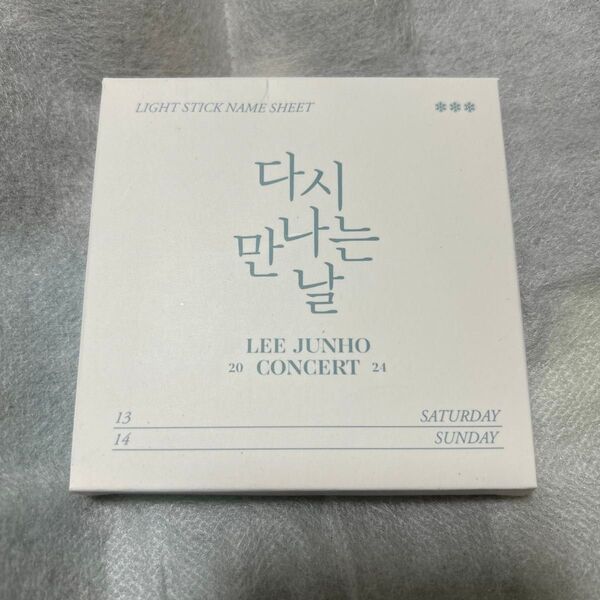 LIGHT STICK NAME SHEET ***
다시
만나는
날
LEE JUNHO
20 CONCERT 24
13 SATURDAY
14 SUNDAY